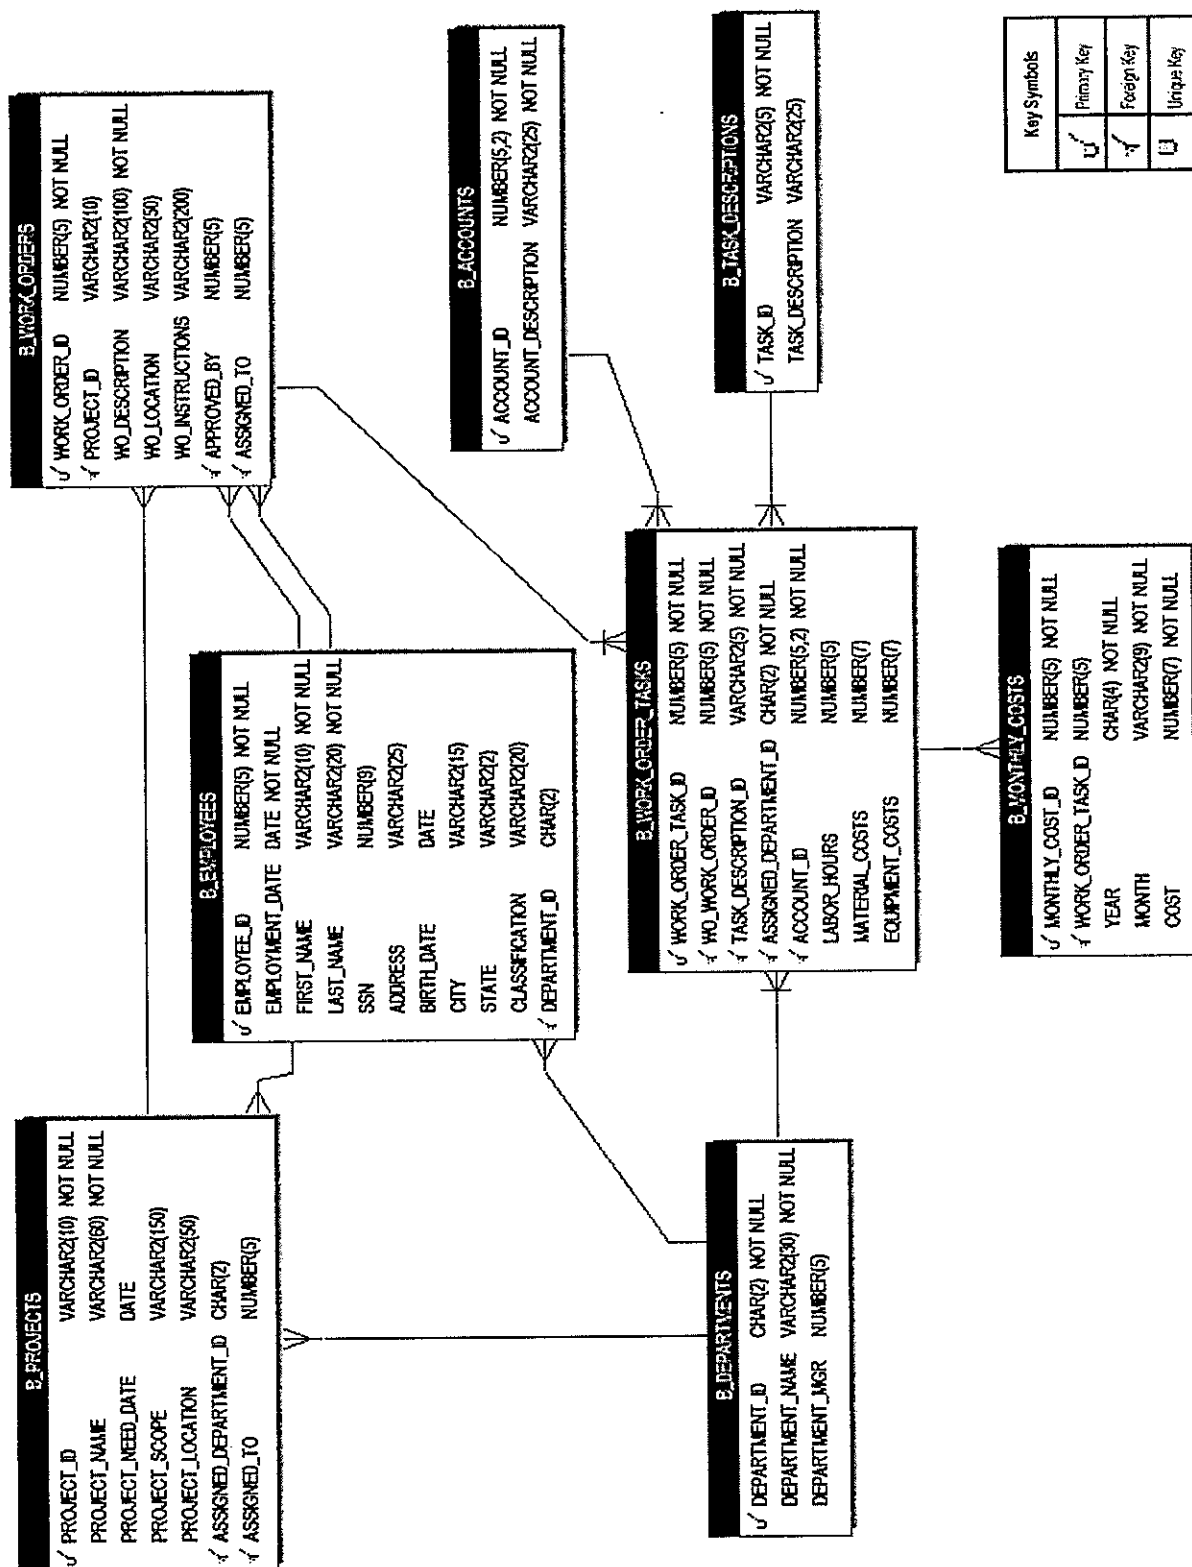 B_PROJECTS
PROJECT_ID VARCHAR2(10) NOT NULL
PROJECT_NAME VARCHAR2(60) NOT NULL
PROJECT_NEED_DATE DATE
PROJECT_SCOPE VARCHAR2(150)
PROJECT_LOCATION VARCHAR2(50)
ASSIGNED_DEPARTMENT_ID CHAR(2)
ASSIGNED_TO NUMBER(5)
B_WORK_ORDERS
WORK_ORDER_ID NUMBER(5) NOT NULL
PROJECT_ID VARCHAR2(10)
WO_DESCRIPTION VARCHAR2(100) NOT NULL
WO_LOCATION VARCHAR2(50)
WO_INSTRUCTIONS VARCHAR2(200)
APPROVED_BY NUMBER(5)
ASSIGNED_TO NUMBER(5)
B_EMPLOYEES
EMPLOYEE_ID NUMBER(5) NOT NULL
EMPLOYMENT_DATE DATE NOT NULL
FIRST_NAME VARCHAR2(10) NOT NULL
LAST_NAME VARCHAR2(20) NOT NULL
SSN NUMBER(9)
ADDRESS VARCHAR2(25)
BIRTH_DATE DATE
CITY VARCHAR2(15)
STATE VARCHAR2(2)
CLASSIFICATION VARCHAR2(20)
DEPARTMENT_ID CHAR(2)
B_ACCOUNTS
ACCOUNT_ID NUMBER(5,2) NOT NULL
ACCOUNT_DESCRIPTION VARCHAR2(25) NOT NULL
B_DEPARTMENTS
DEPARTMENT_ID CHAR(2) NOT NULL
DEPARTMENT_NAME VARCHAR2(30) NOT NULL
DEPARTMENT_MGR NUMBER(5)
B_WORK_ORDER_TASKS
WORK_ORDER_TASK_ID NUMBER(5) NOT NULL
WO_WORK_ORDER_ID NUMBER(5) NOT NULL
TASK_DESCRIPTION_ID VARCHAR2(5) NOT NULL
ASSIGNED_DEPARTMENT_ID CHAR(2) NOT NULL
ACCOUNT_ID NUMBER(5,2) NOT NULL
LABOR_HOURS NUMBER(5)
MATERIAL_COSTS NUMBER(7)
EQUIPMENT_COSTS NUMBER(7)
B_TASK_DESCRIPTIONS
TASK_ID VARCHAR2(5) NOT NULL
TASK_DESCRIPTION VARCHAR2(25)
B_MONTHLY_COSTS
MONTHLY_COST_ID NUMBER(5) NOT NULL
WORK_ORDER_TASK_ID NUMBER(5)
YEAR CHAR(4) NOT NULL
MONTH VARCHAR2(9) NOT NULL
COST NUMBER(7) NOT NULL
Key Symbols
Primary Key
Foreign Key
Unique Key